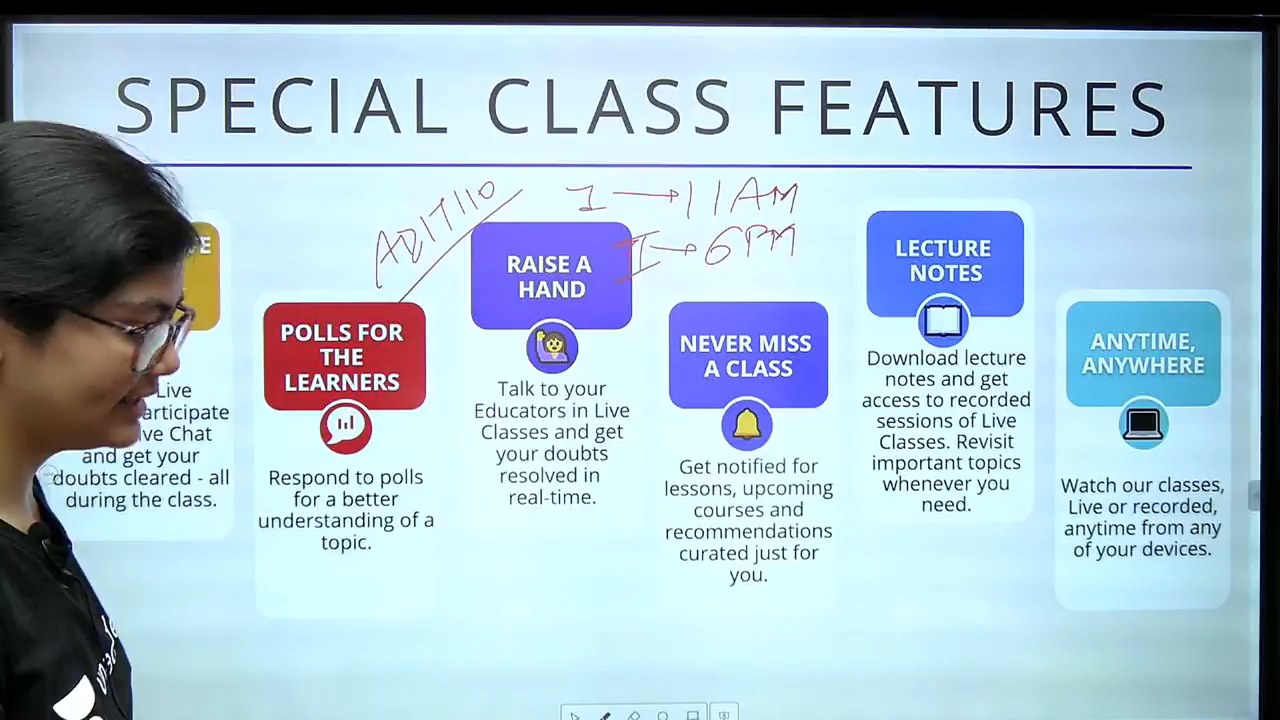 SPECIAL CLASS FEATURES
ADIT110
I → 11AM
I → 6PM
VE
Live
articipate
ve Chat
and get your
doubts cleared - all
during the class.
POLLS FOR
THE
LEARNERS
Respond to polls
for a better
understanding of a
topic.
RAISE A
HAND
Talk to your
Educators in Live
Classes and get
your doubts
resolved in
real-time.
NEVER MISS
A CLASS
Get notified for
lessons, upcoming
courses and
recommendations
curated just for
you.
LECTURE
NOTES
Download lecture
notes and get
access to recorded
sessions of Live
Classes. Revisit
important topics
whenever you
need.
ANYTIME,
ANYWHERE
Watch our classes,
Live or recorded,
anytime from any
of your devices.